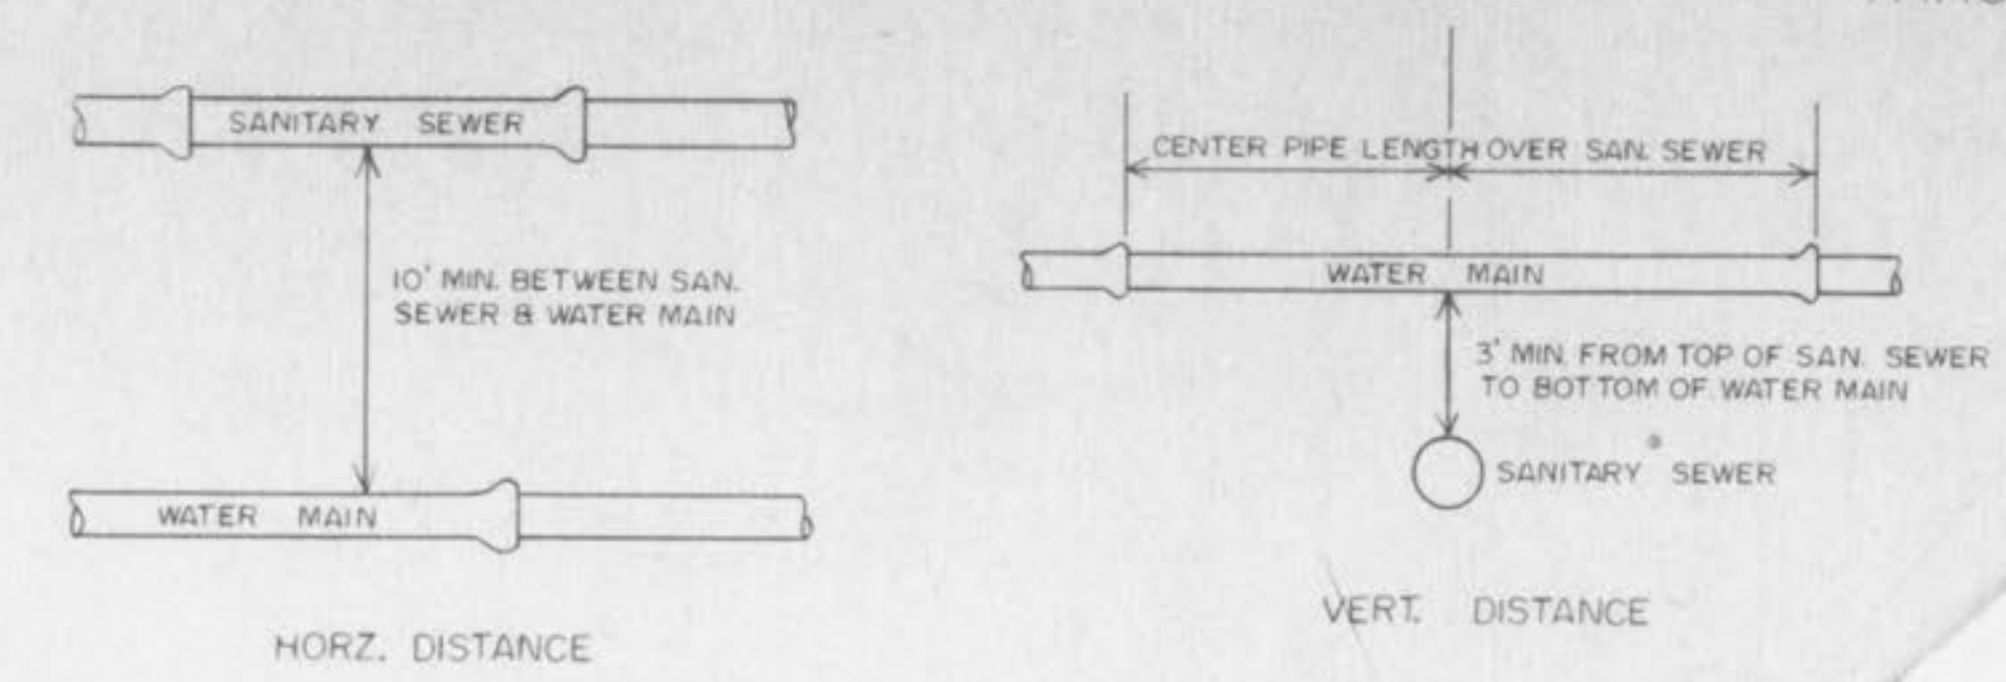 SANITARY SEWER
10' MIN. BETWEEN SAN.
SEWER & WATER MAIN
WATER MAIN
HORZ. DISTANCE
CENTER PIPE LENGTH OVER SAN. SEWER
WATER MAIN
3' MIN. FROM TOP OF SAN. SEWER
TO BOTTOM OF WATER MAIN
SANITARY SEWER
VERT. DISTANCE